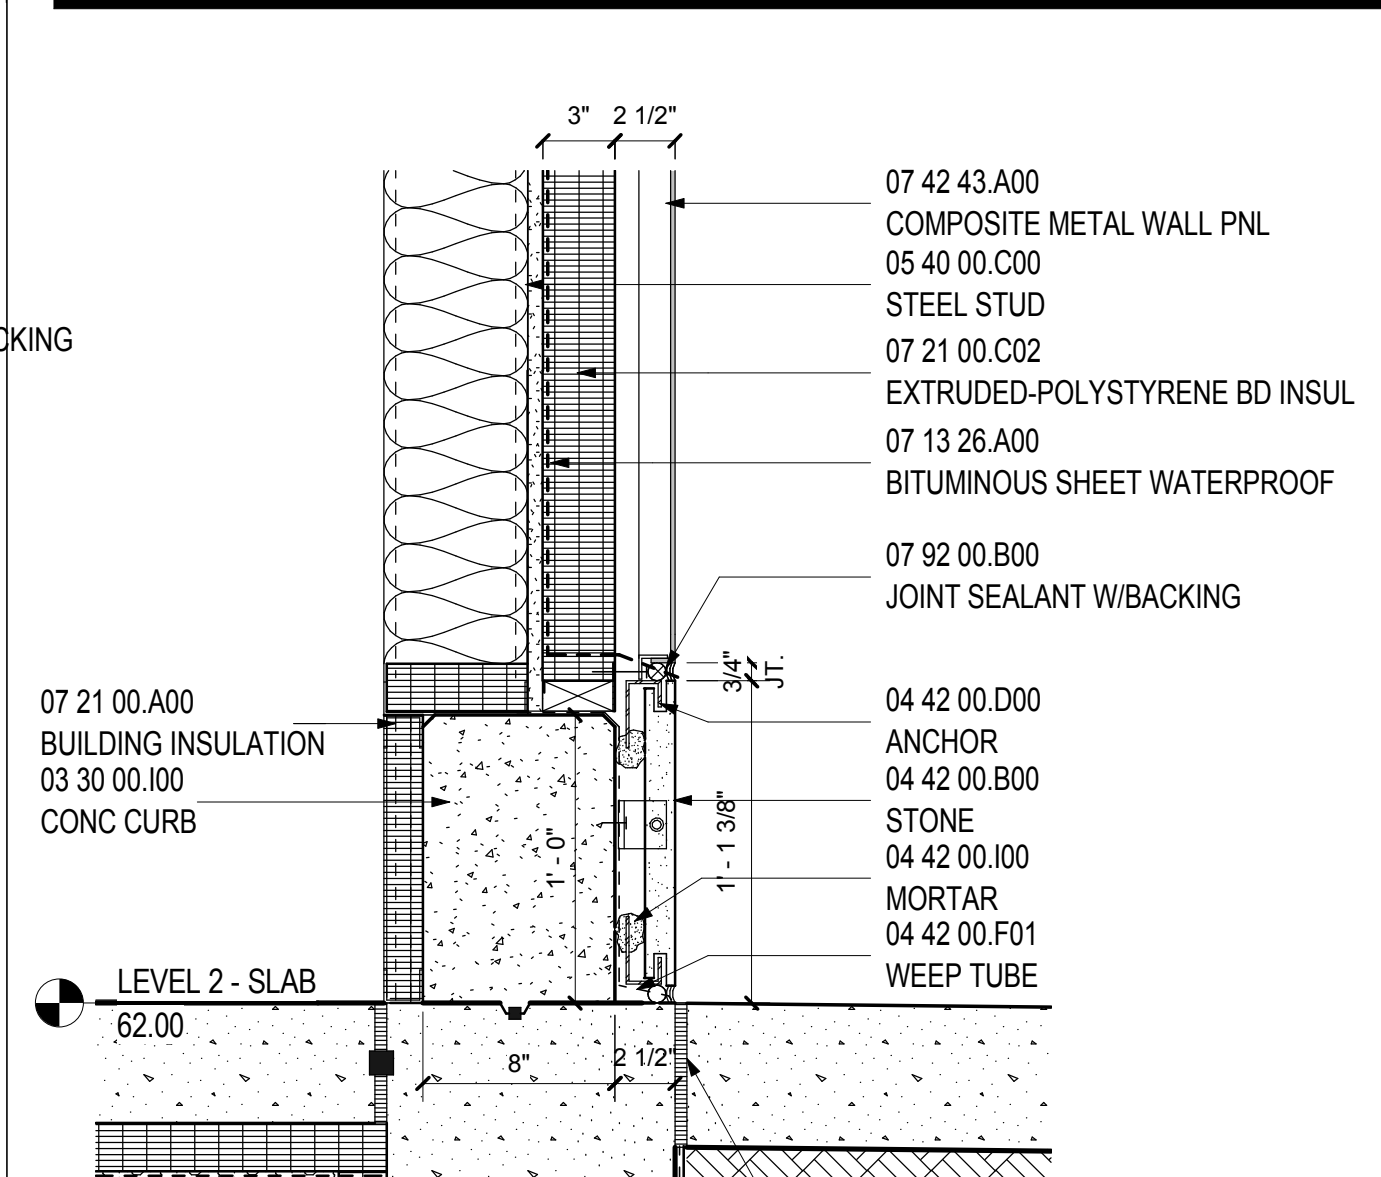 3" 2 1/2"
07 42 43.A00
COMPOSITE METAL WALL PNL
05 40 00.C00
STEEL STUD
CKING
07 21 00.C02
EXTRUDED-POLYSTYRENE BD INSUL
07 13 26.A00
BITUMINOUS SHEET WATERPROOF
07 92 00.B00
JOINT SEALANT W/BACKING
3/4"
JT.
07 21 00.A00
BUILDING INSULATION
03 30 00.I00
CONC CURB
04 42 00.D00
ANCHOR
04 42 00.B00
STONE
1' - 0"
1' - 1 3/8"
04 42 00.I00
MORTAR
04 42 00.F01
WEEP TUBE
LEVEL 2 - SLAB
62.00
8" 2 1/2"